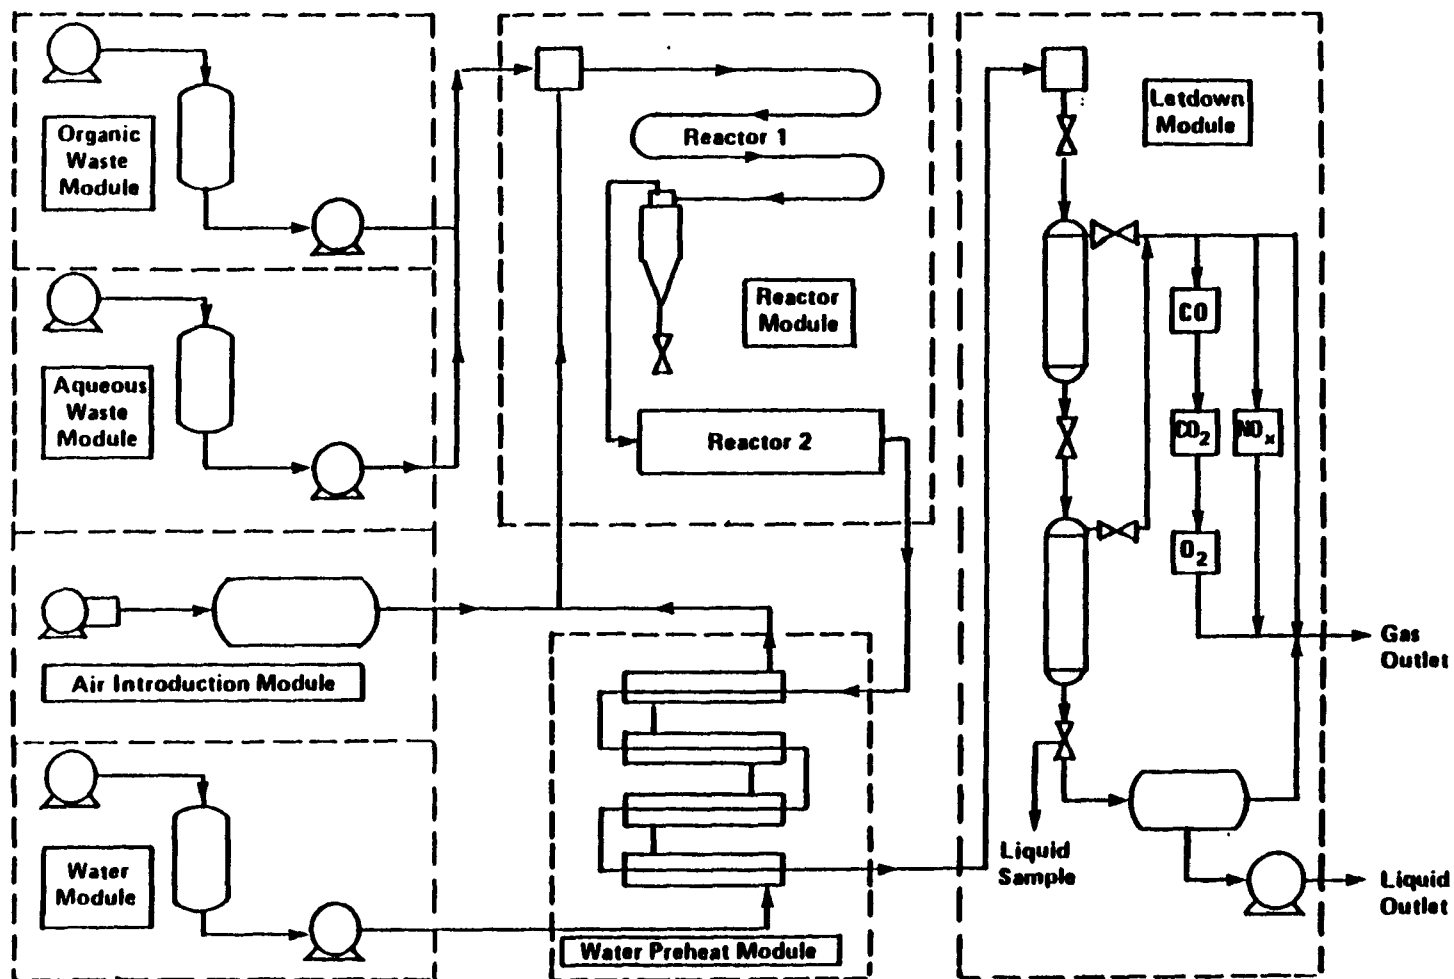 Organic
Waste
Module
Aqueous
Waste
Module
Air Introduction Module
Water
Module
Reactor 1
Reactor
Module
Reactor 2
Water Preheat Module
Letdown
Module
CO
CO₂
NOₓ
O₂
Gas
Outlet
Liquid
Sample
Liquid
Outlet